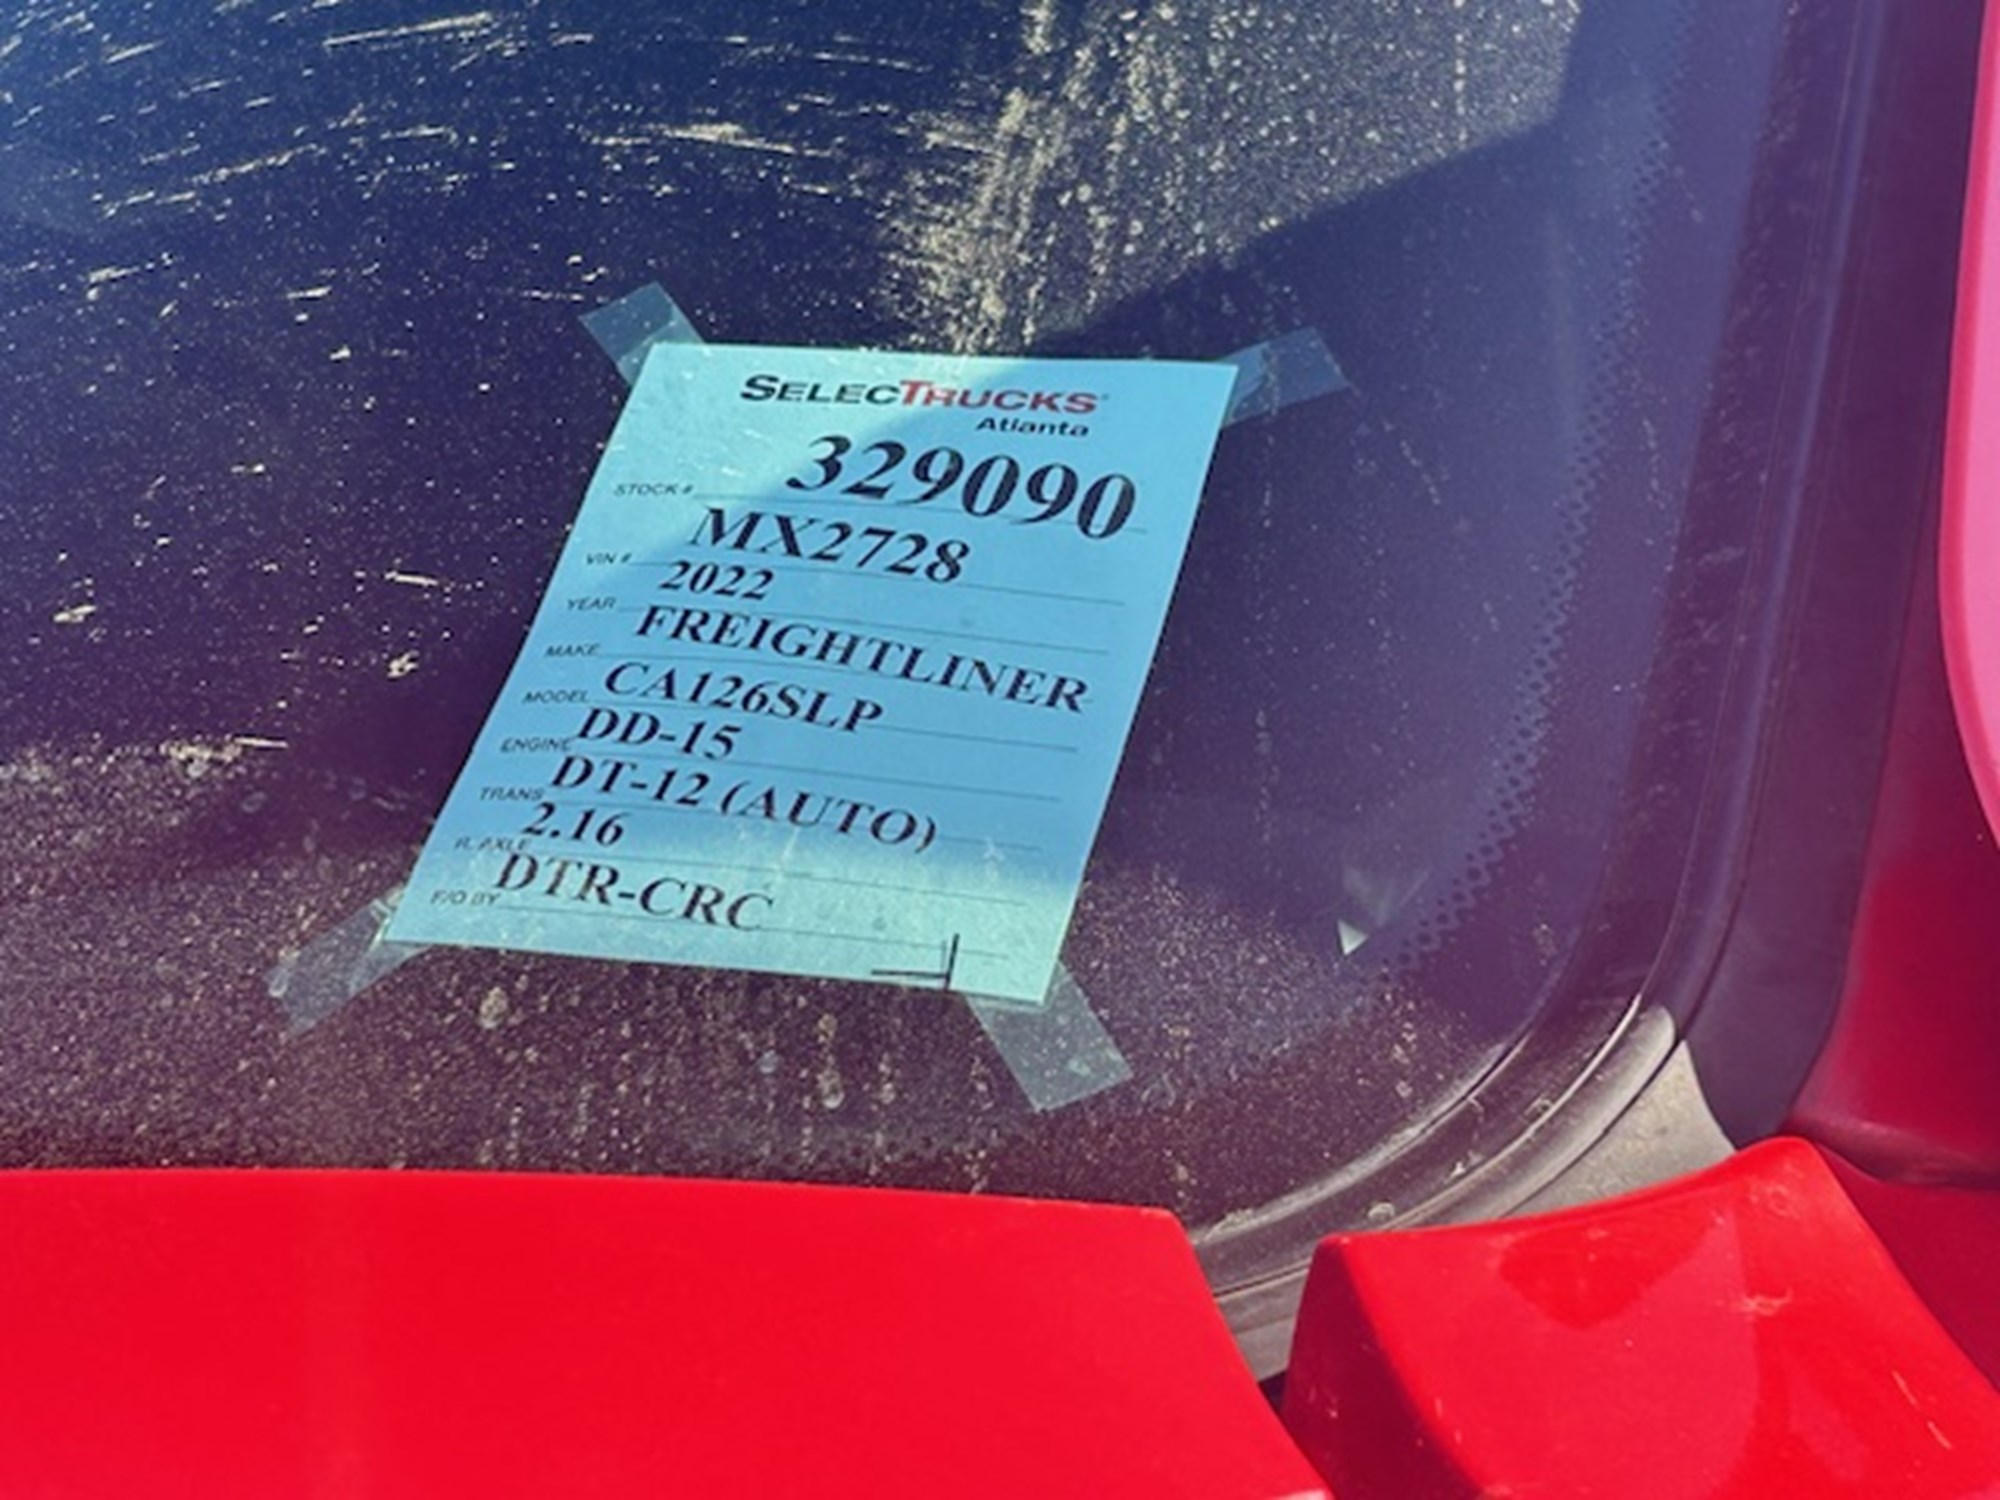 SELECTRUCKS
Atlanta
STOCK # 329090
VIN # MX2728
YEAR 2022
MAKE FREIGHTLINER
MODEL CA126SLP
ENGINE DD-15
TRANS DT-12 (AUTO)
R. AXLE 2.16
F/O BY DTR-CRC